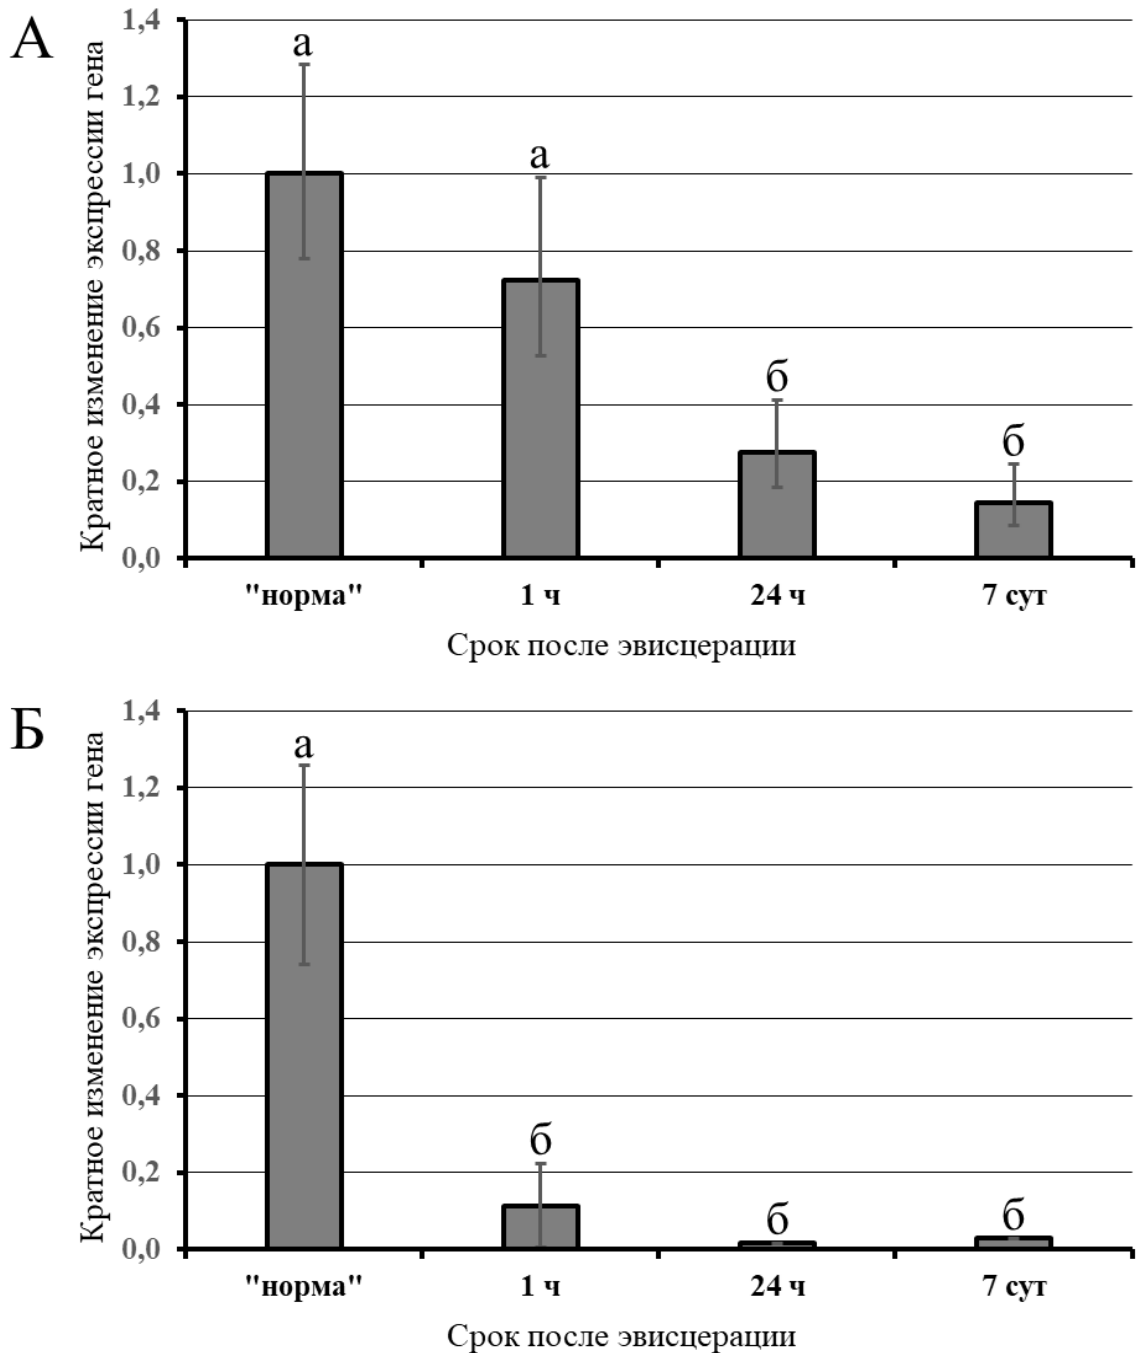 А
Кратное изменение экспрессии гена
1,4
1,2
1,0
0,8
0,6
0,4
0,2
0,0
а
а
б
б
"норма"
1 ч
24 ч
7 сут
Срок после эвисцерации
Б
Кратное изменение экспрессии гена
1,4
1,2
1,0
0,8
0,6
0,4
0,2
0,0
а
б
б
б
"норма"
1 ч
24 ч
7 сут
Срок после эвисцерации